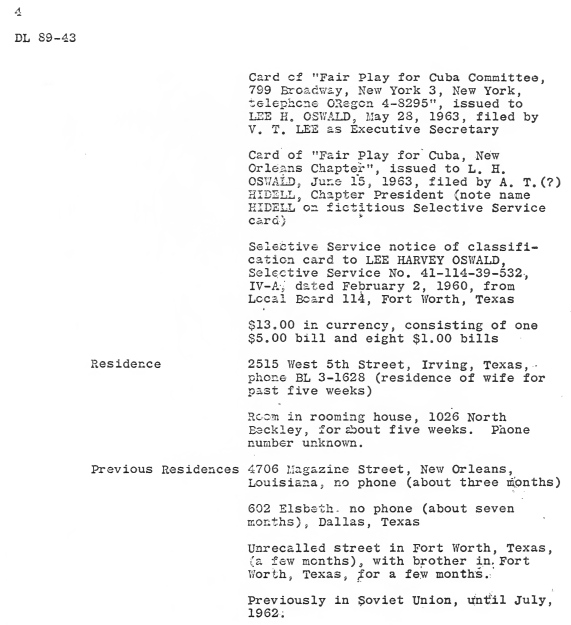 4
DL 89-43
Card of "Fair Play for Cuba Committee,
799 Broadway, New York 3, New York,
telephone ORegon 4-8295", issued to
LEE H. OSWALD, May 28, 1963, filed by
V. T. LEE as Executive Secretary
Card of "Fair Play for Cuba, New
Orleans Chapter", issued to L. H.
OSWALD, June 15, 1963, filed by A. T.(?)
HIDELL, Chapter President (note name
HIDELL on fictitious Selective Service
card)
Selective Service notice of classifi-
cation card to LEE HARVEY OSWALD,
Selective Service No. 41-114-39-532,
IV-A, dated February 2, 1960, from
Local Board 114, Fort Worth, Texas
$13.00 in currency, consisting of one
$5.00 bill and eight $1.00 bills
Residence 2515 West 5th Street, Irving, Texas,
phone BL 3-1628 (residence of wife for
past five weeks)
Room in rooming house, 1026 North
Beckley, for about five weeks. Phone
number unknown.
Previous Residences 4706 Magazine Street, New Orleans,
Louisiana, no phone (about three months)
602 Elsbeth. no phone (about seven
months), Dallas, Texas
Unrecalled street in Fort Worth, Texas,
(a few months), with brother in Fort
Worth, Texas, for a few months.
Previously in Soviet Union, until July,
1962.